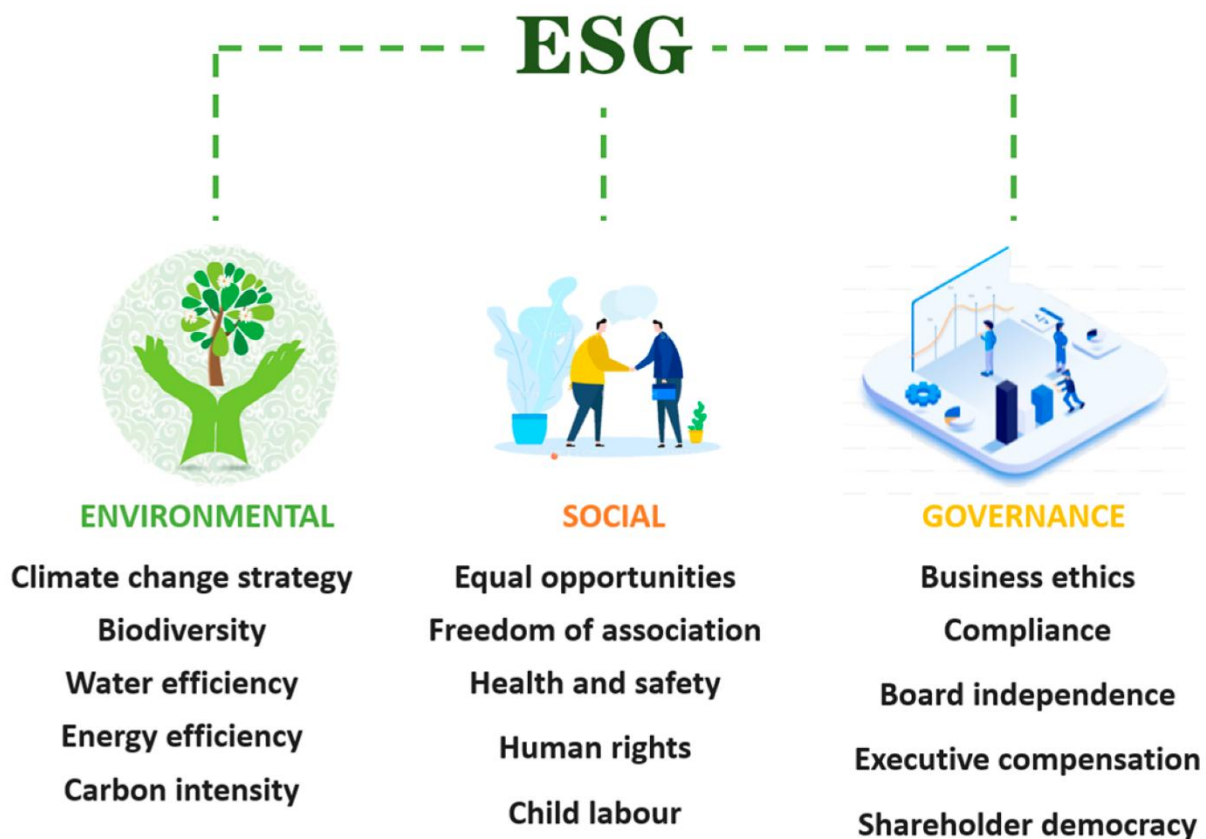 ESG
ENVIRONMENTAL
Climate change strategy
Biodiversity
Water efficiency
Energy efficiency
Carbon intensity
SOCIAL
Equal opportunities
Freedom of association
Health and safety
Human rights
Child labour
GOVERNANCE
Business ethics
Compliance
Board independence
Executive compensation
Shareholder democracy